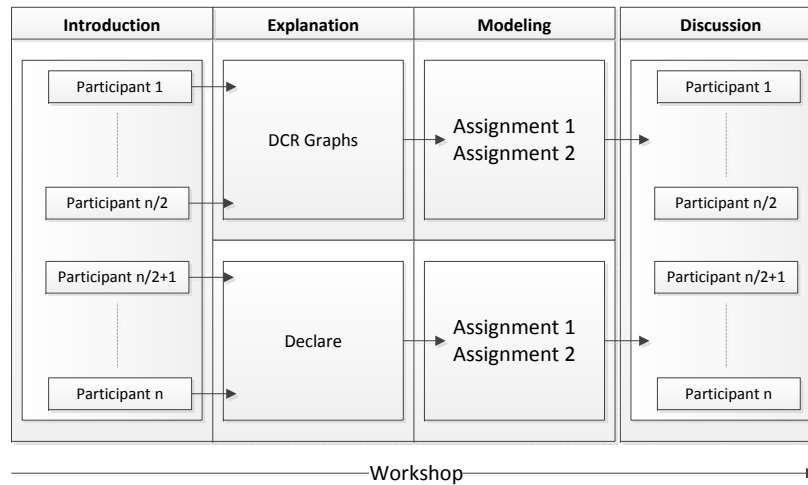 Introduction
Explanation
Modeling
Discussion
Participant 1
Participant n/2
Participant n/2+1
Participant n
DCR Graphs
Declare
Assignment 1
Assignment 2
Assignment 1
Assignment 2
Participant 1
Participant n/2
Participant n/2+1
Participant n
Workshop